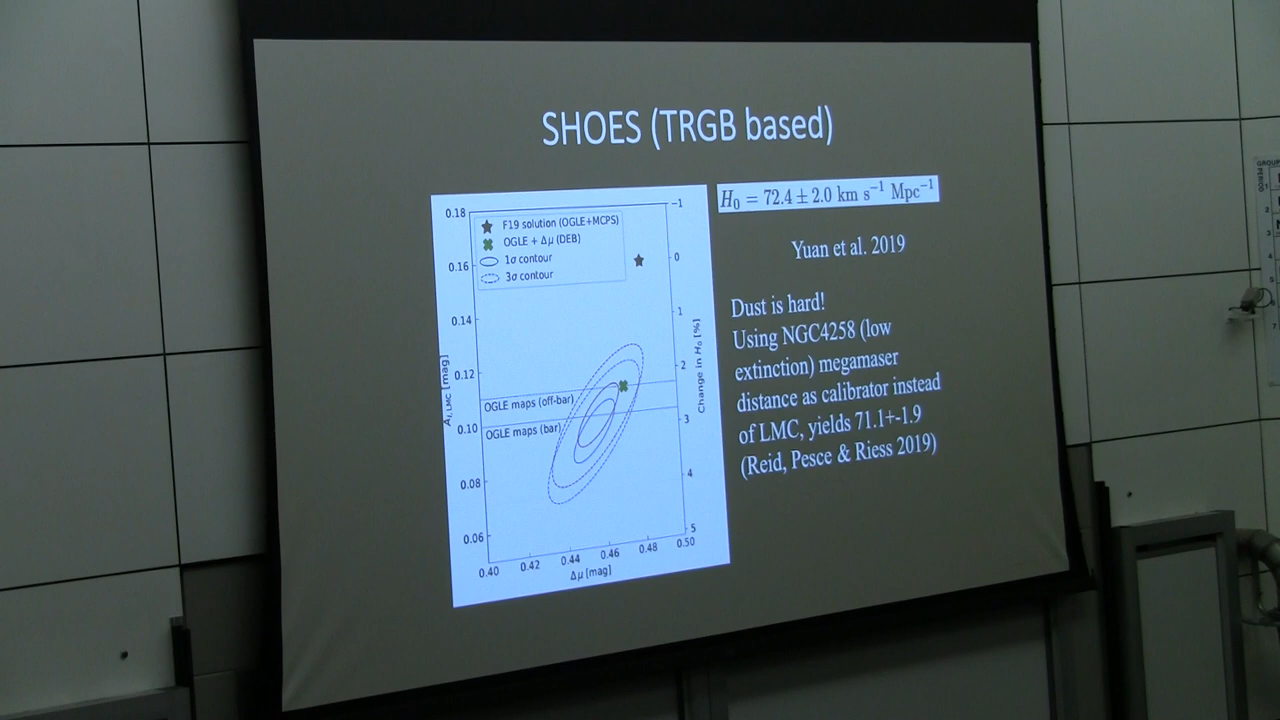 SHOES (TRGB based)
H₀ = 72.4 ± 2.0 km s⁻¹ Mpc⁻¹
Yuan et al. 2019
Dust is hard!
Using NGC4258 (low
extinction) megamaser
distance as calibrator instead
of LMC, yields 71.1+-1.9
(Reid, Pesce & Riess 2019)
F19 solution (OGLE+MCPS)
OGLE + Δμ (DEB)
1σ contour
3σ contour
OGLE maps (off-bar)
OGLE maps (bar)
A_I, LMC [mag]
0.18
0.16
0.14
0.12
0.10
0.08
0.06
0.40
0.42
0.44
0.46
0.48
0.50
Δμ [mag]
−1
0
1
2
3
4
5
Change in H₀ [%]